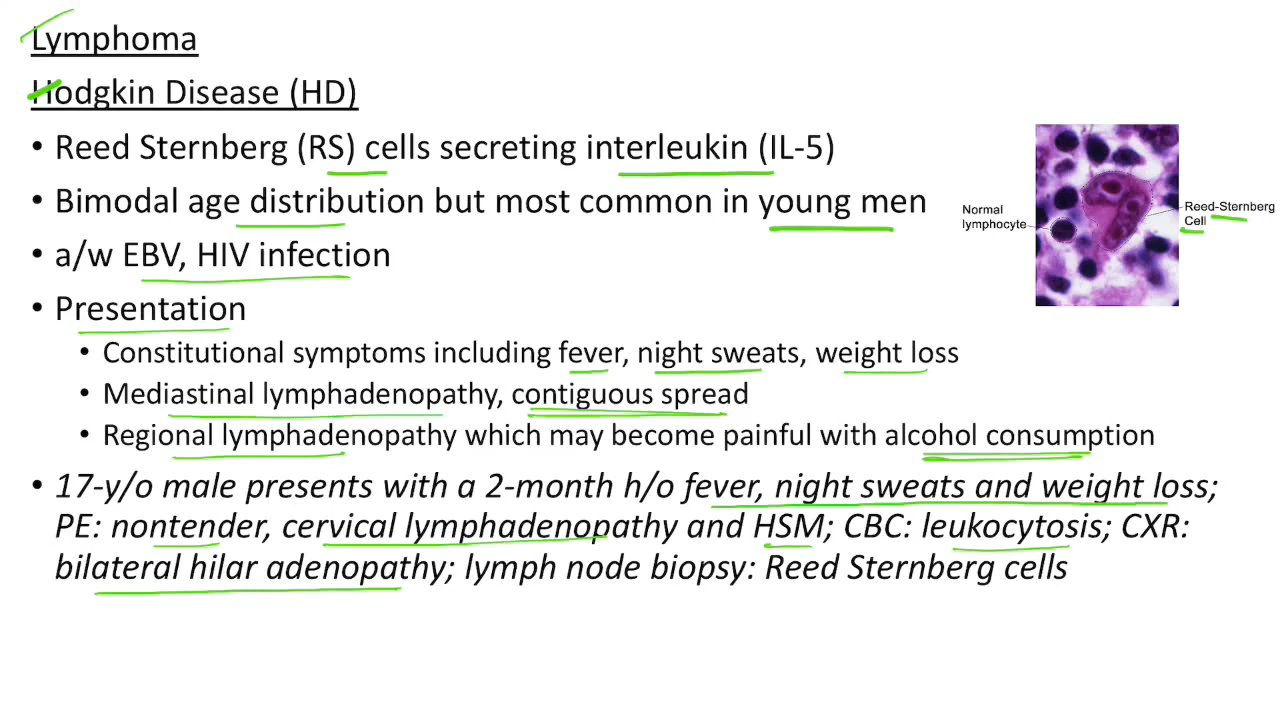 Lymphoma
Hodgkin Disease (HD)
• Reed Sternberg (RS) cells secreting interleukin (IL-5)
• Bimodal age distribution but most common in young men
• a/w EBV, HIV infection
• Presentation
• Constitutional symptoms including fever, night sweats, weight loss
• Mediastinal lymphadenopathy, contiguous spread
• Regional lymphadenopathy which may become painful with alcohol consumption
• 17-y/o male presents with a 2-month h/o fever, night sweats and weight loss;
PE: nontender, cervical lymphadenopathy and HSM; CBC: leukocytosis; CXR:
bilateral hilar adenopathy; lymph node biopsy: Reed Sternberg cells
Normal
lymphocyte
Reed-Sternberg
Cell